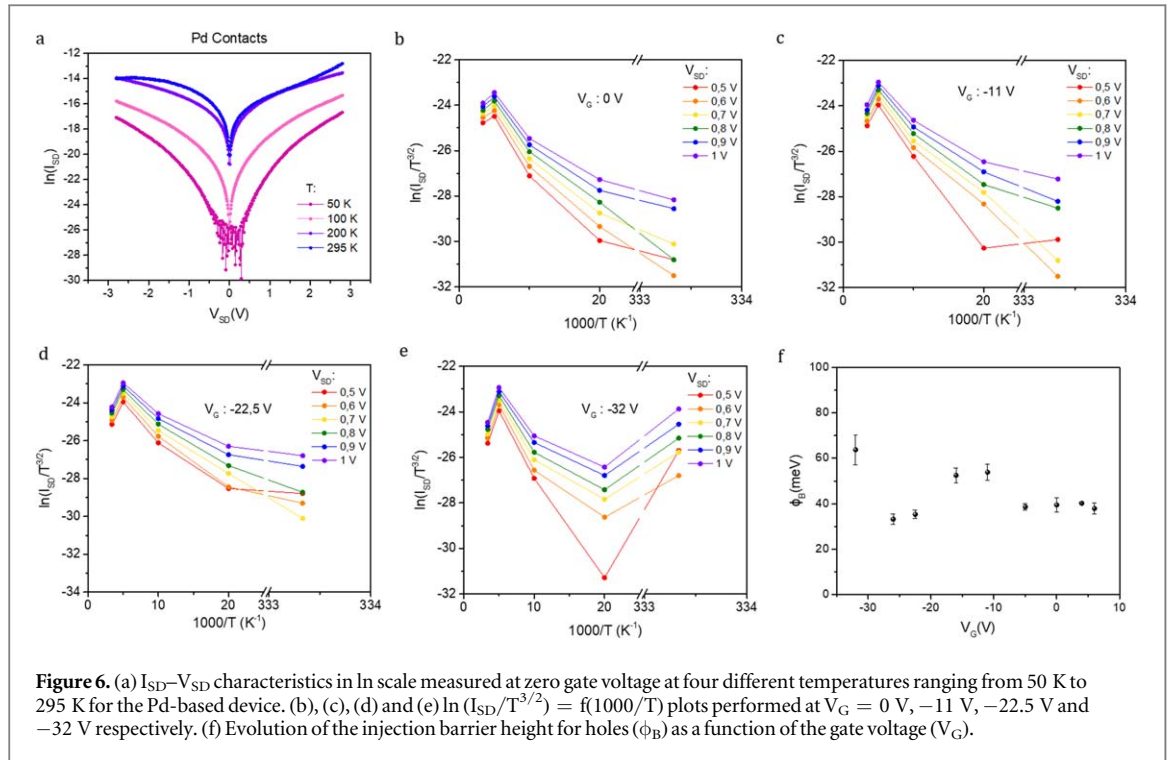 a
Pd Contacts
-12
-14
-16
-18
-20
-22
-24
-26
-28
-30
ln(I_SD)
-3 -2 -1 0 1 2 3 4
V_SD(V)
T:
50 K
100 K
200 K
295 K
b
-22
-24
-26
-28
-30
-32
ln(I_SD/T^3/2)
V_G : 0 V
V_SD:
0,5 V
0,6 V
0,7 V
0,8 V
0,9 V
1 V
0 10 20 333 334
1000/T (K^-1)
c
-22
-24
-26
-28
-30
-32
ln(I_SD/T^3/2)
V_G : -11 V
V_SD:
0,5 V
0,6 V
0,7 V
0,8 V
0,9 V
1 V
0 10 20 333 334
1000/T (K^-1)
d
-22
-24
-26
-28
-30
-32
-34
ln(I_SD/T^3/2)
V_G : -22,5 V
V_SD:
0,5 V
0,6 V
0,7 V
0,8 V
0,9 V
1 V
0 10 20 333 334
1000/T (K^-1)
e
-22
-24
-26
-28
-30
-32
ln(I_SD/T^3/2)
V_G : -32 V
V_SD:
0,5 V
0,6 V
0,7 V
0,8 V
0,9 V
1 V
0 10 20 333 334
1000/T (K^-1)
f
100
80
60
40
20
0
ϕ_B(meV)
-30 -20 -10 0 10
V_G(V)
Figure 6. (a) I_SD–V_SD characteristics in ln scale measured at zero gate voltage at four different temperatures ranging from 50 K to
295 K for the Pd-based device. (b), (c), (d) and (e) ln (I_SD/T^3/2) = f(1000/T) plots performed at V_G = 0 V, −11 V, −22.5 V and
−32 V respectively. (f) Evolution of the injection barrier height for holes (ϕ_B) as a function of the gate voltage (V_G).